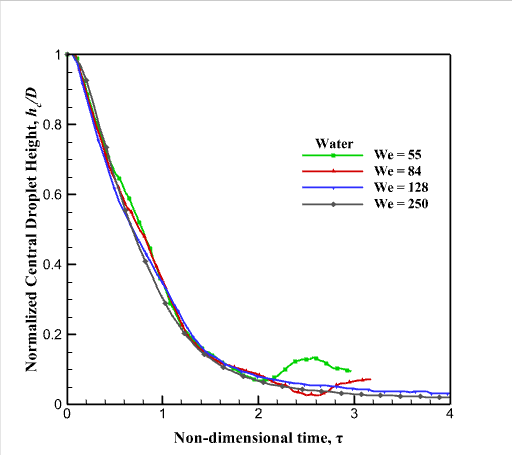 1
0.8
0.6
0.4
0.2
0
0
1
2
3
4
Normalized Central Droplet Height, hc/D
Non-dimensional time, τ
Water
We = 55
We = 84
We = 128
We = 250